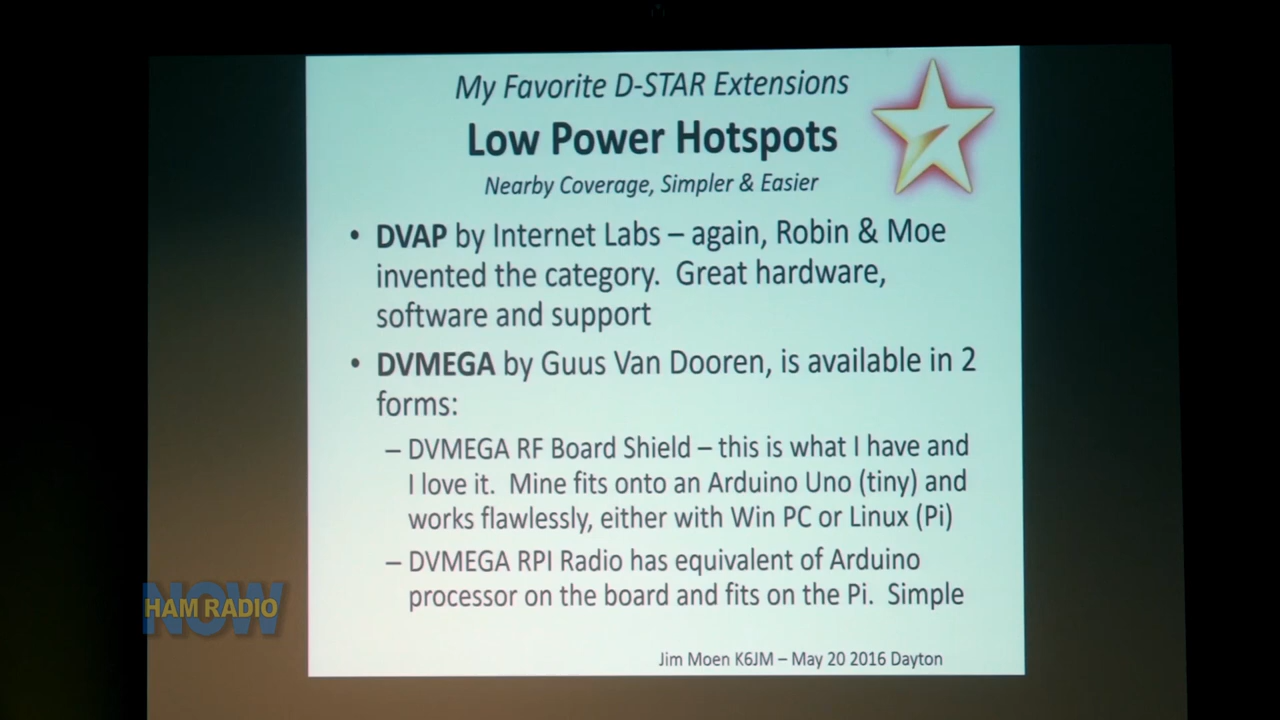 My Favorite D-STAR Extensions
Low Power Hotspots
Nearby Coverage, Simpler & Easier
• DVAP by Internet Labs – again, Robin & Moe
invented the category. Great hardware,
software and support
• DVMEGA by Guus Van Dooren, is available in 2
forms:
– DVMEGA RF Board Shield – this is what I have and
I love it. Mine fits onto an Arduino Uno (tiny) and
works flawlessly, either with Win PC or Linux (Pi)
– DVMEGA RPI Radio has equivalent of Arduino
processor on the board and fits on the Pi. Simple
Jim Moen K6JM – May 20 2016 Dayton
HAM RADIO
NOW